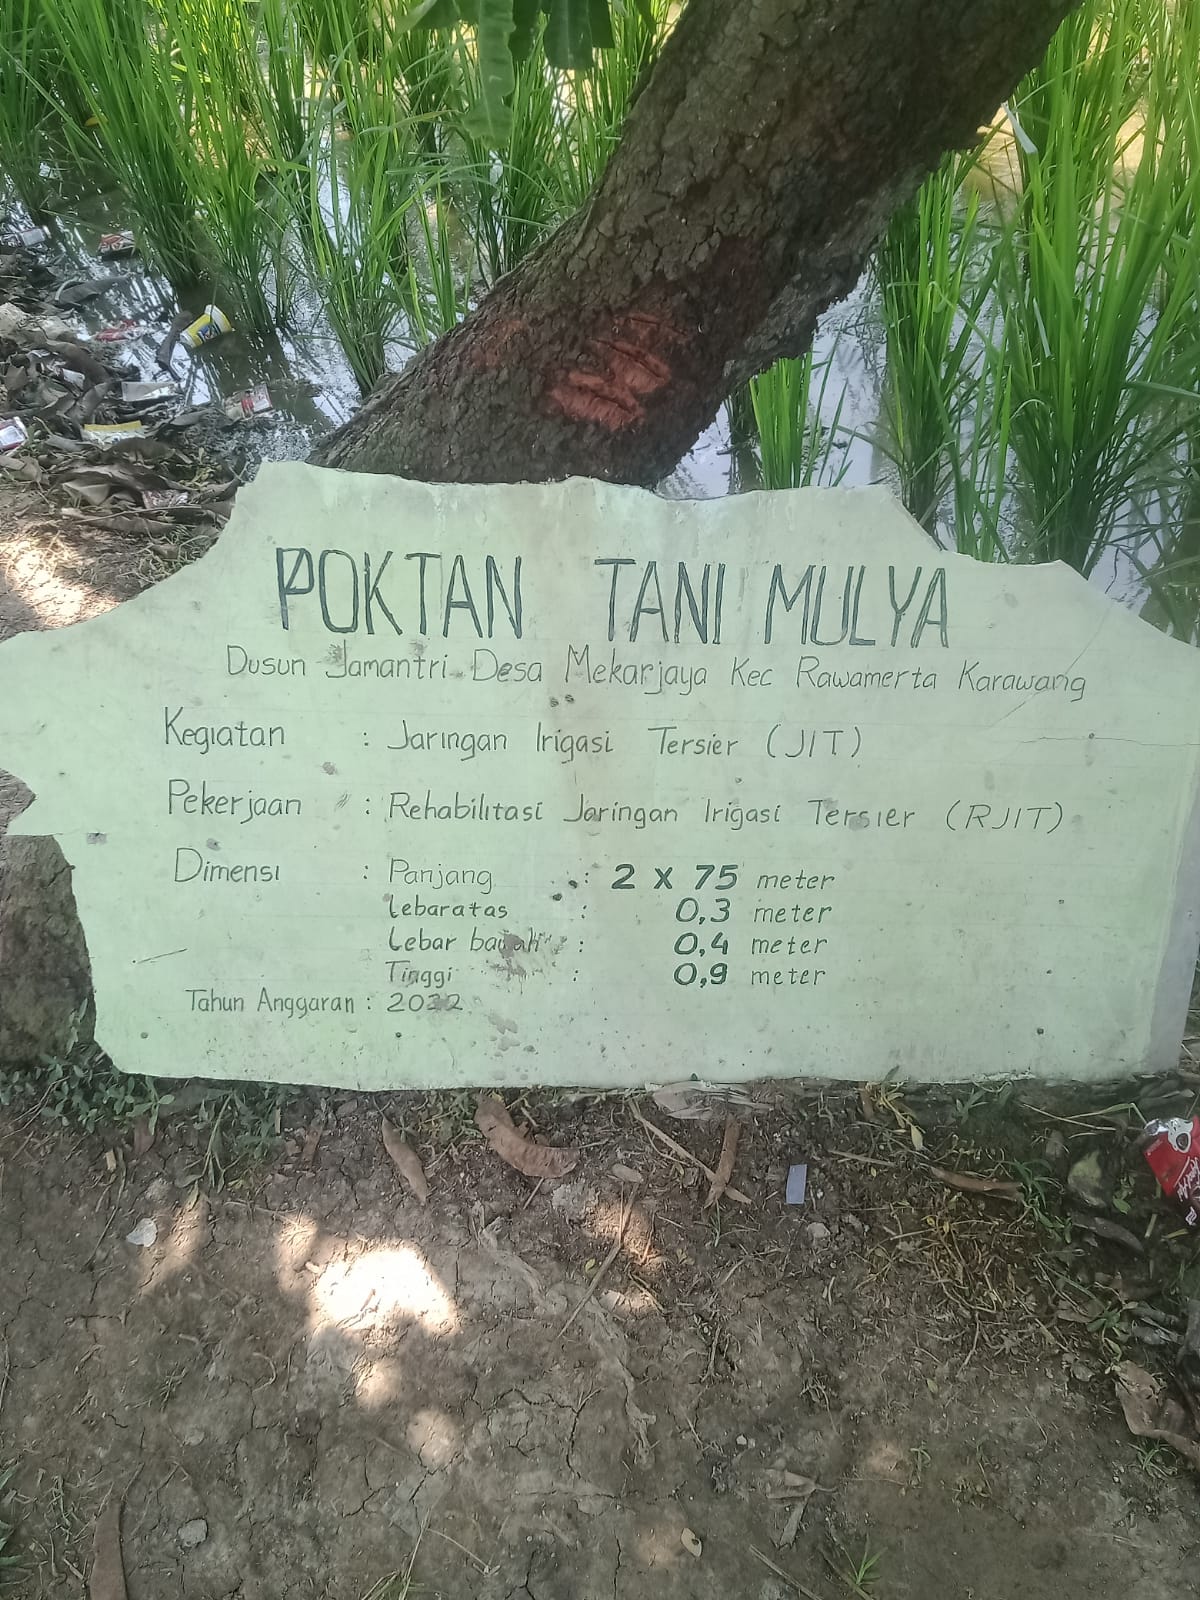 POKTAN TANI MULYA
Dusun Jamantri Desa Mekarjaya Kec Rawamerta Karawang
Kegiatan : Jaringan Irigasi Tersier (JIT)
Pekerjaan : Rehabilitasi Jaringan Irigasi Tersier (RJIT)
Dimensi : Panjang : 2 x 75 meter
Lebaratas : 0,3 meter
Lebar bawah : 0,4 meter
Tinggi : 0,9 meter
Tahun Anggaran : 2022